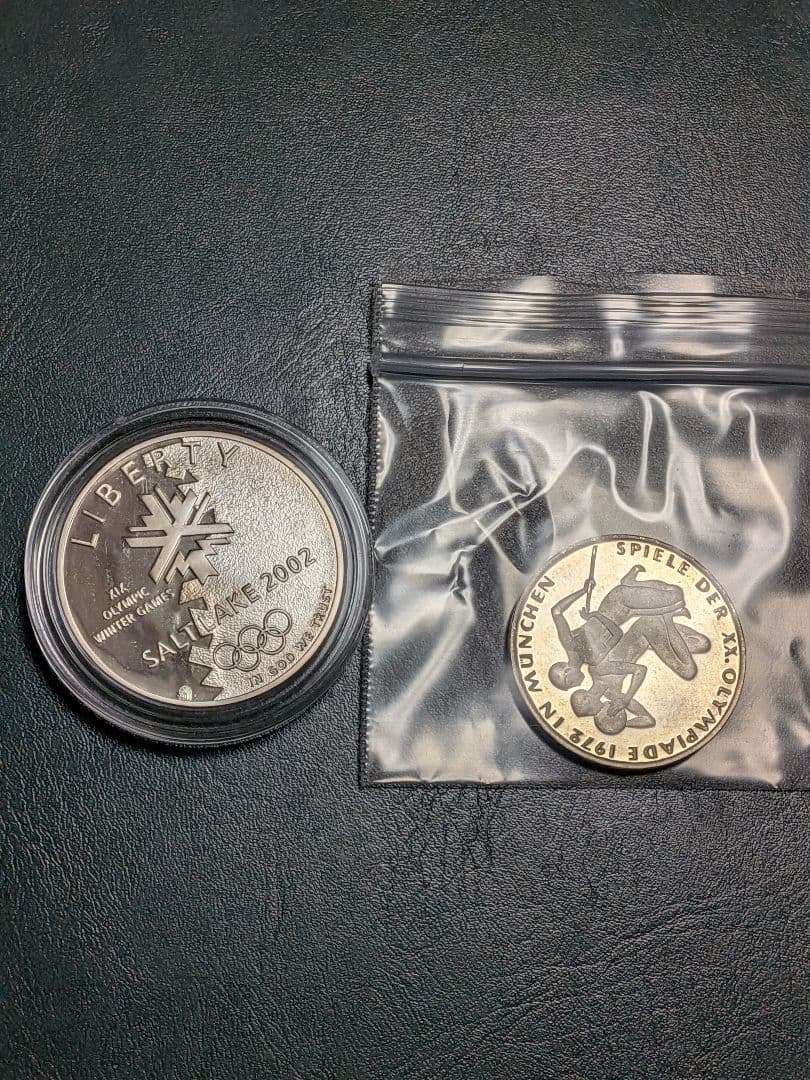 LIBERTY
XIX
OLYMPIC
WINTER GAMES
SALT LAKE 2002
IN GOD WE TRUST
SPIELE DER XX. OLYMPIADE 1972 IN MÜNCHEN